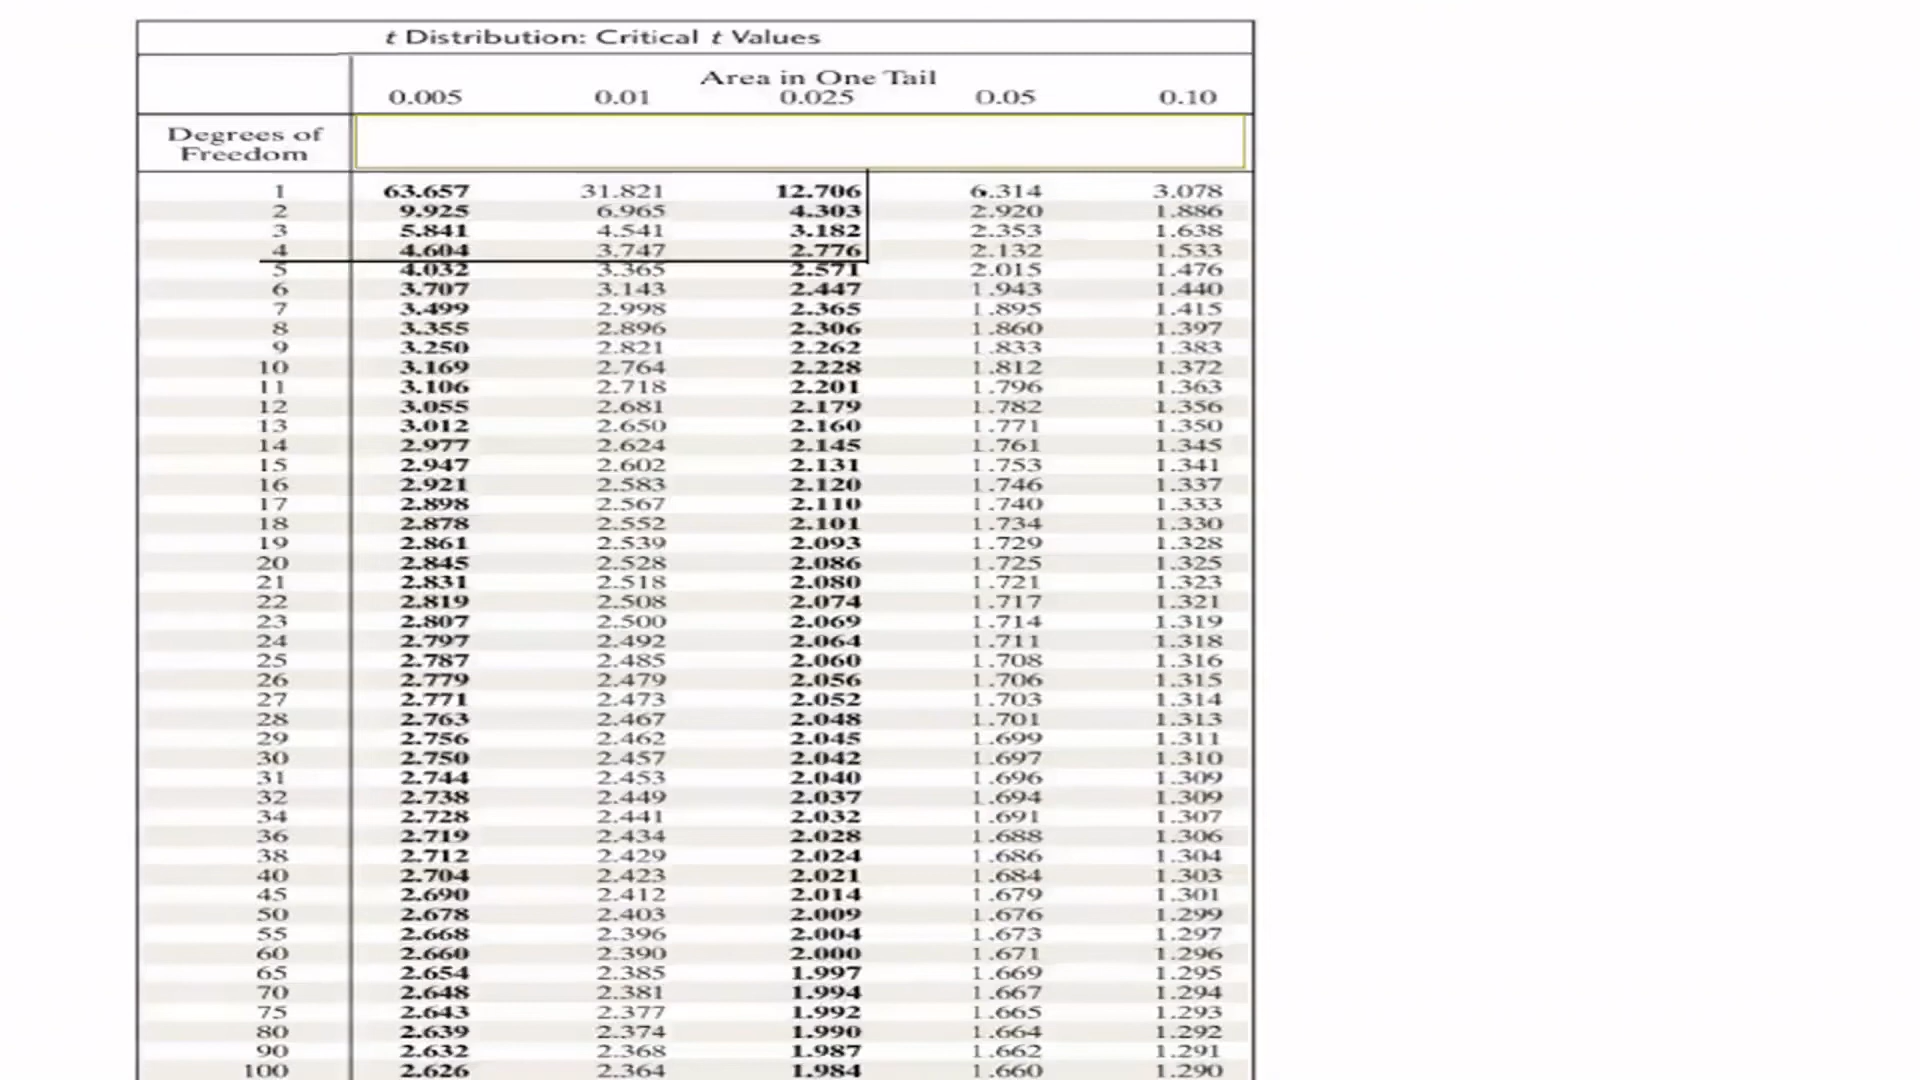 t Distribution: Critical t Values
Area in One Tail
0.005 0.01 0.025 0.05 0.10
Degrees of
Freedom
1 63.657 31.821 12.706 6.314 3.078
2 9.925 6.965 4.303 2.920 1.886
3 5.841 4.541 3.182 2.353 1.638
4 4.604 3.747 2.776 2.132 1.533
5 4.032 3.365 2.571 2.015 1.476
6 3.707 3.143 2.447 1.943 1.440
7 3.499 2.998 2.365 1.895 1.415
8 3.355 2.896 2.306 1.860 1.397
9 3.250 2.821 2.262 1.833 1.383
10 3.169 2.764 2.228 1.812 1.372
11 3.106 2.718 2.201 1.796 1.363
12 3.055 2.681 2.179 1.782 1.356
13 3.012 2.650 2.160 1.771 1.350
14 2.977 2.624 2.145 1.761 1.345
15 2.947 2.602 2.131 1.753 1.341
16 2.921 2.583 2.120 1.746 1.337
17 2.898 2.567 2.110 1.740 1.333
18 2.878 2.552 2.101 1.734 1.330
19 2.861 2.539 2.093 1.729 1.328
20 2.845 2.528 2.086 1.725 1.325
21 2.831 2.518 2.080 1.721 1.323
22 2.819 2.508 2.074 1.717 1.321
23 2.807 2.500 2.069 1.714 1.319
24 2.797 2.492 2.064 1.711 1.318
25 2.787 2.485 2.060 1.708 1.316
26 2.779 2.479 2.056 1.706 1.315
27 2.771 2.473 2.052 1.703 1.314
28 2.763 2.467 2.048 1.701 1.313
29 2.756 2.462 2.045 1.699 1.311
30 2.750 2.457 2.042 1.697 1.310
31 2.744 2.453 2.040 1.696 1.309
32 2.738 2.449 2.037 1.694 1.309
34 2.728 2.441 2.032 1.691 1.307
36 2.719 2.434 2.028 1.688 1.306
38 2.712 2.429 2.024 1.686 1.304
40 2.704 2.423 2.021 1.684 1.303
45 2.690 2.412 2.014 1.679 1.301
50 2.678 2.403 2.009 1.676 1.299
55 2.668 2.396 2.004 1.673 1.297
60 2.660 2.390 2.000 1.671 1.296
65 2.654 2.385 1.997 1.669 1.295
70 2.648 2.381 1.994 1.667 1.294
75 2.643 2.377 1.992 1.665 1.293
80 2.639 2.374 1.990 1.664 1.292
90 2.632 2.368 1.987 1.662 1.291
100 2.626 2.364 1.984 1.660 1.290